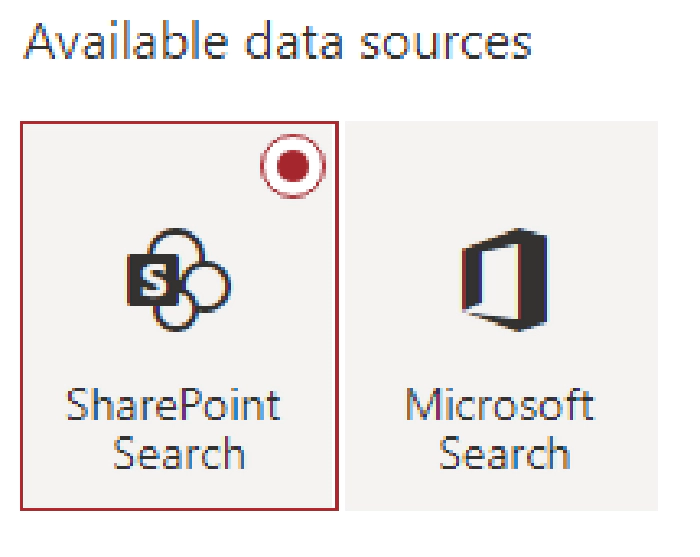 Available data sources
S
SharePoint
Search
Microsoft
Search